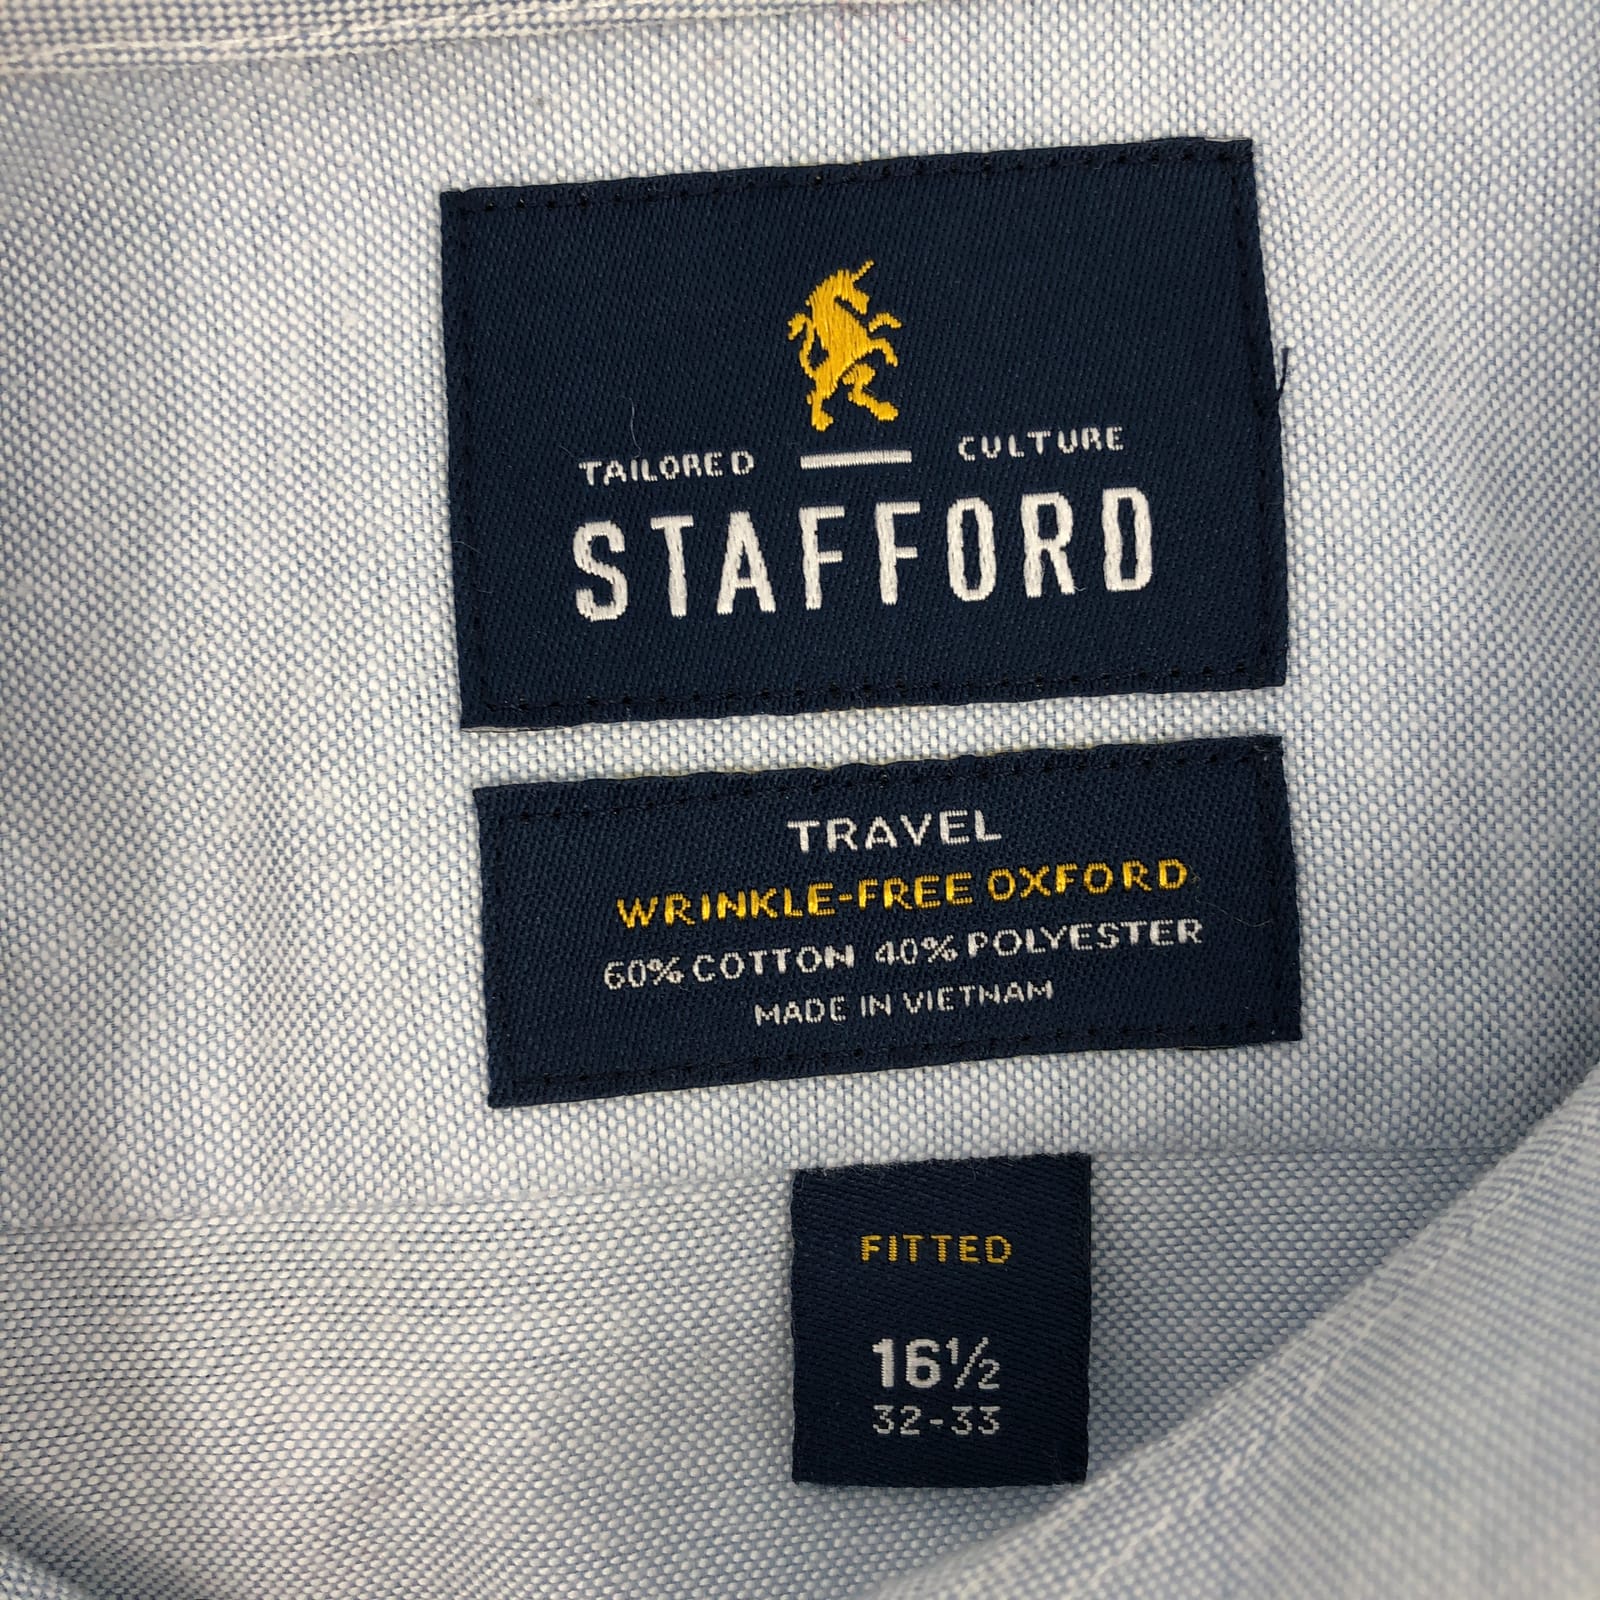 TAILORED CULTURE
STAFFORD
TRAVEL
WRINKLE-FREE OXFORD
60% COTTON 40% POLYESTER
MADE IN VIETNAM
FITTED
16½
32-33